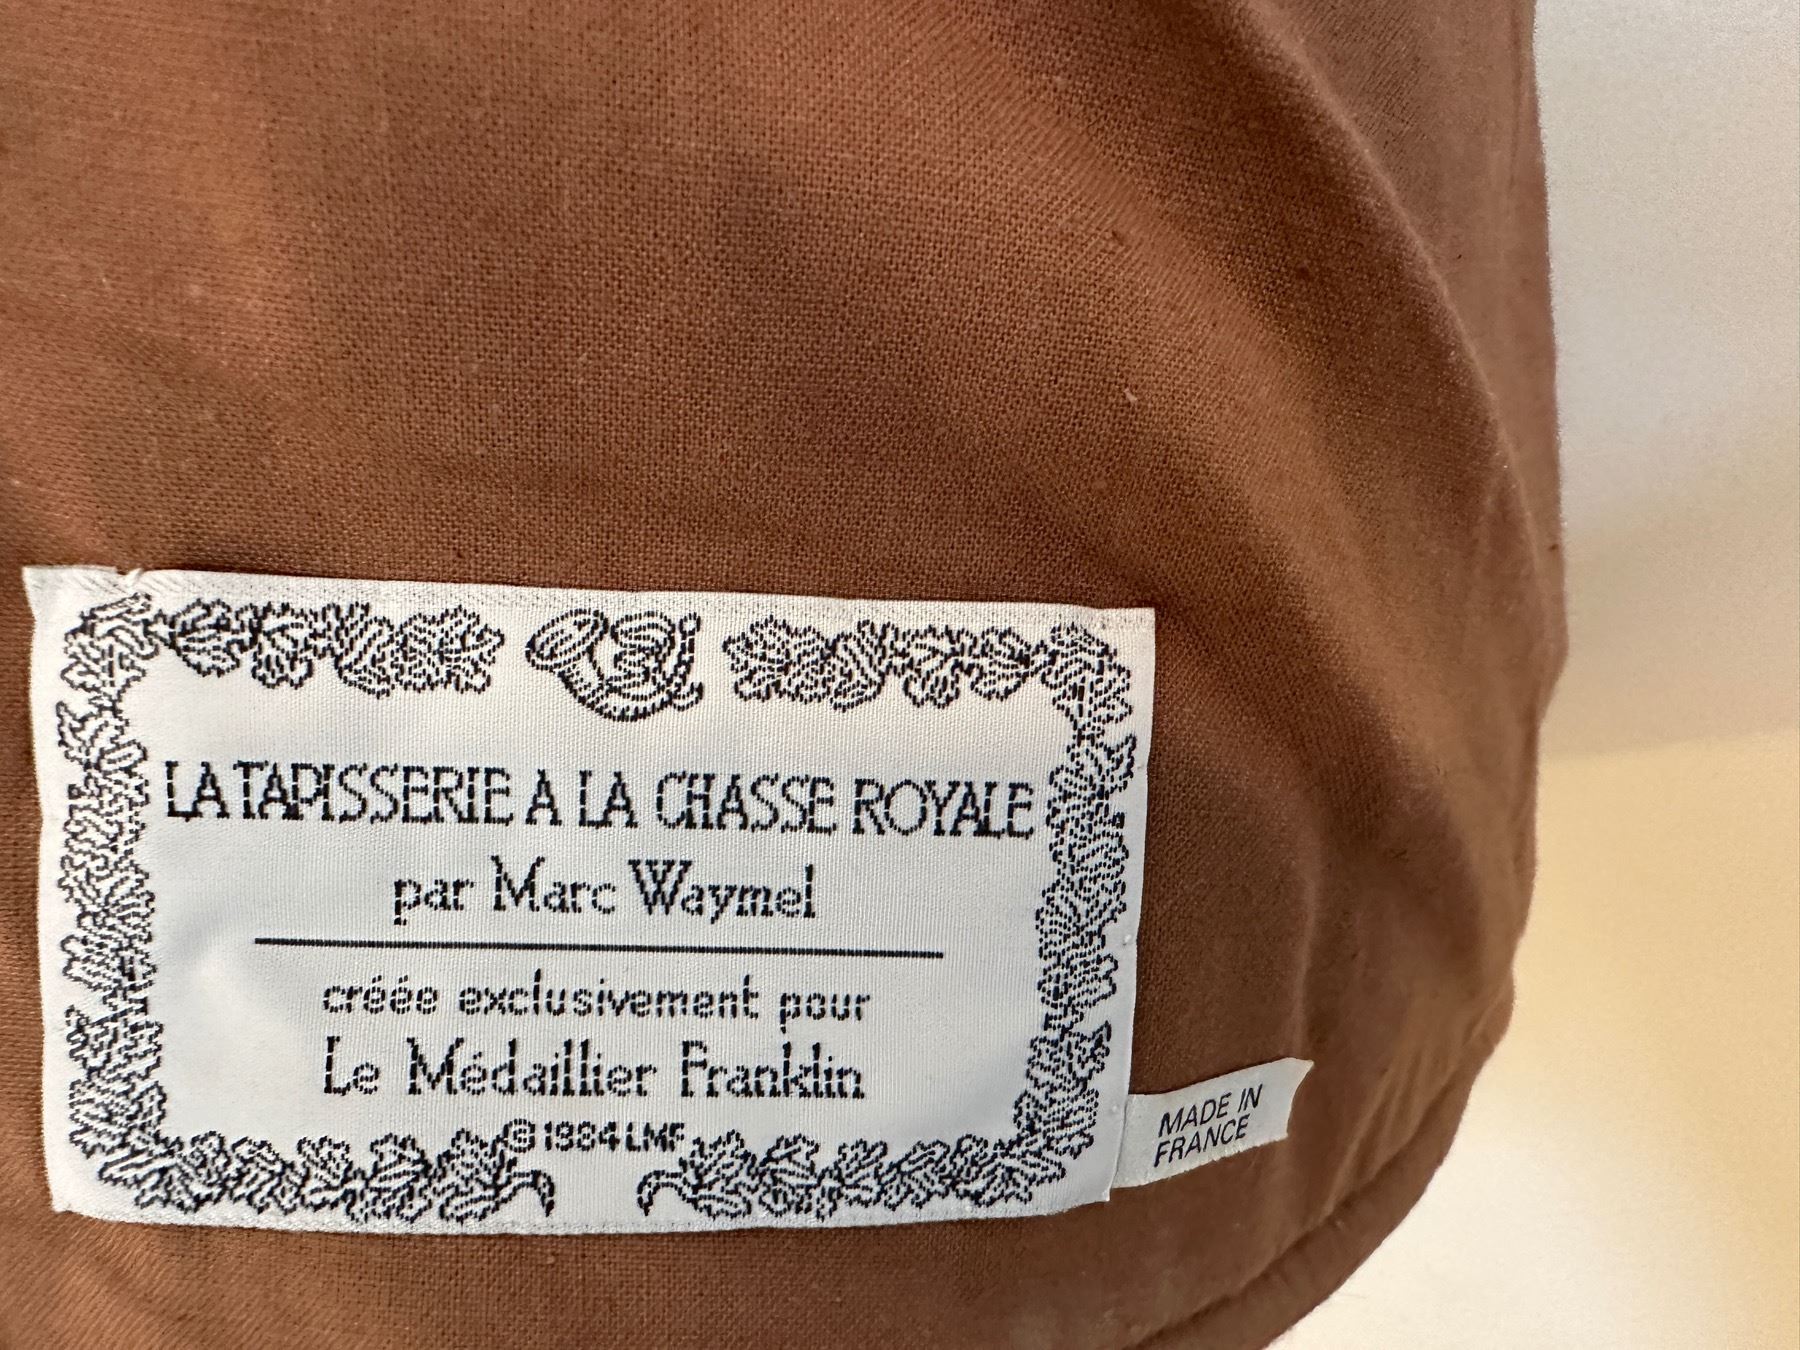 LA TAPISSERIE A LA CHASSE ROYALE
par Marc Waymel
créée exclusivement pour
Le Médaillier Franklin
© 1984 LMF
MADE IN
FRANCE